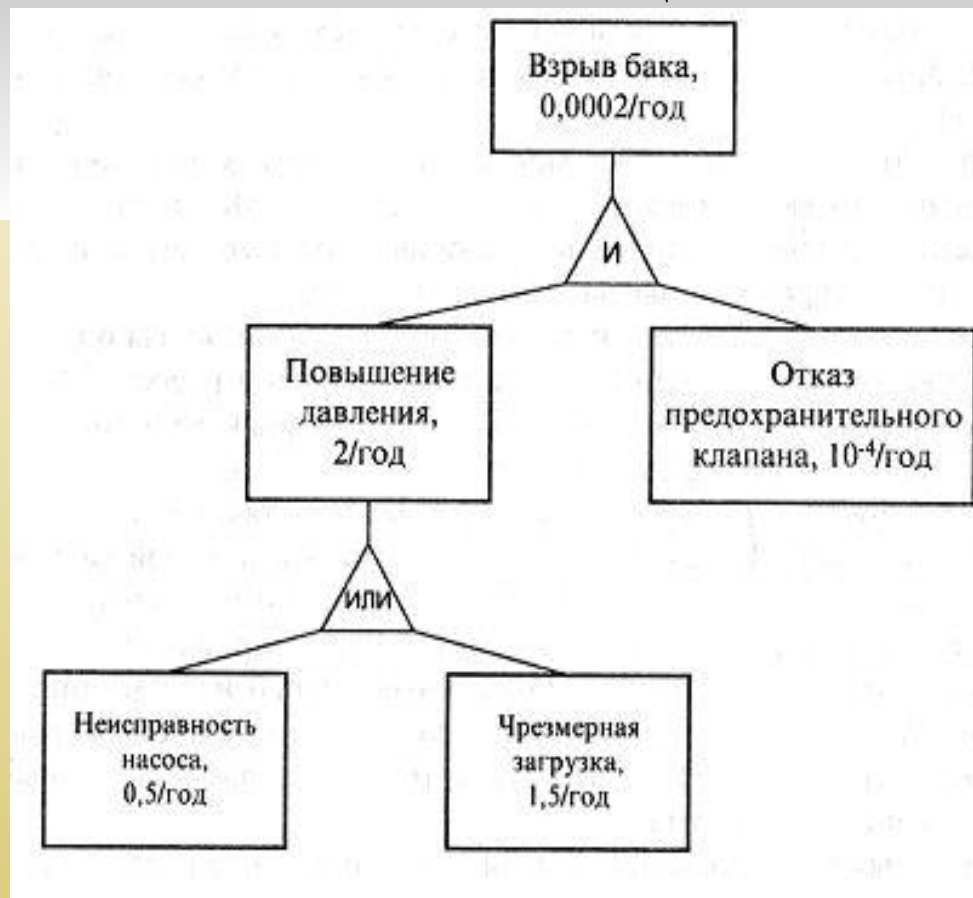 Взрыв бака,
0,0002/год
И
Повышение
давления,
2/год
Отказ
предохранительного
клапана, 10⁻⁴/год
ИЛИ
Неисправность
насоса,
0,5/год
Чрезмерная
загрузка,
1,5/год